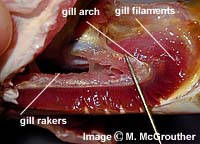 gill arch
gill filaments
gill rakers
Image © M. McGrouther